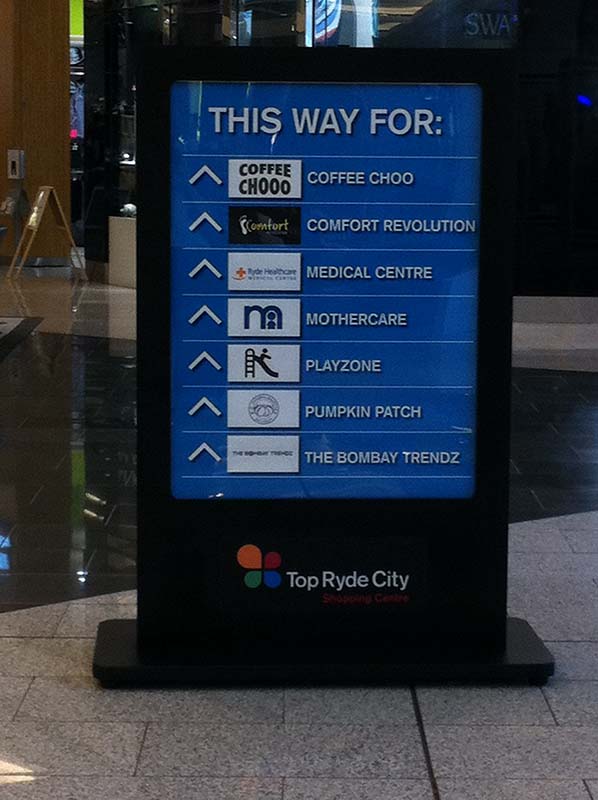 SWA
THIS WAY FOR:
COFFEE
CHOOO
COFFEE CHOO
Comfort
COMFORT REVOLUTION
Ryde Healthcare
MEDICAL CENTRE
MEDICAL CENTRE
m
MOTHERCARE
PLAYZONE
PUMPKIN PATCH
THE BOMBAY TRENDZ
THE BOMBAY TRENDZ
Top Ryde City
Shopping Centre